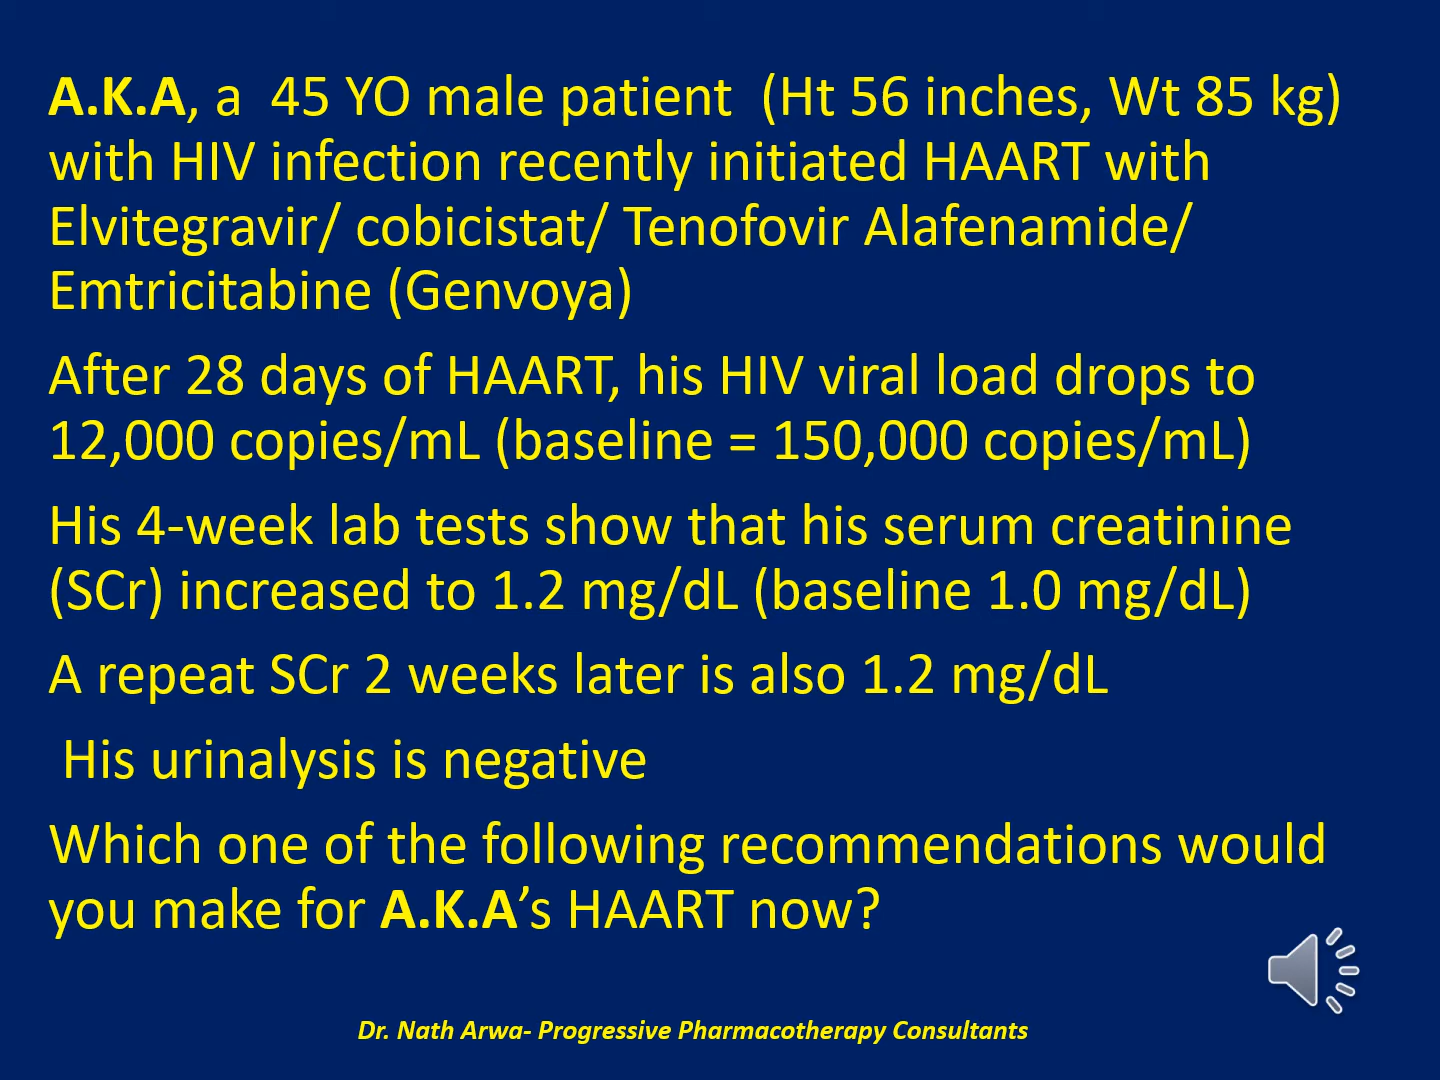 A.K.A, a  45 YO male patient  (Ht 56 inches, Wt 85 kg)
with HIV infection recently initiated HAART with
Elvitegravir/ cobicistat/ Tenofovir Alafenamide/
Emtricitabine (Genvoya)
After 28 days of HAART, his HIV viral load drops to
12,000 copies/mL (baseline = 150,000 copies/mL)
His 4-week lab tests show that his serum creatinine
(SCr) increased to 1.2 mg/dL (baseline 1.0 mg/dL)
A repeat SCr 2 weeks later is also 1.2 mg/dL
His urinalysis is negative
Which one of the following recommendations would
you make for A.K.A’s HAART now?
Dr. Nath Arwa- Progressive Pharmacotherapy Consultants